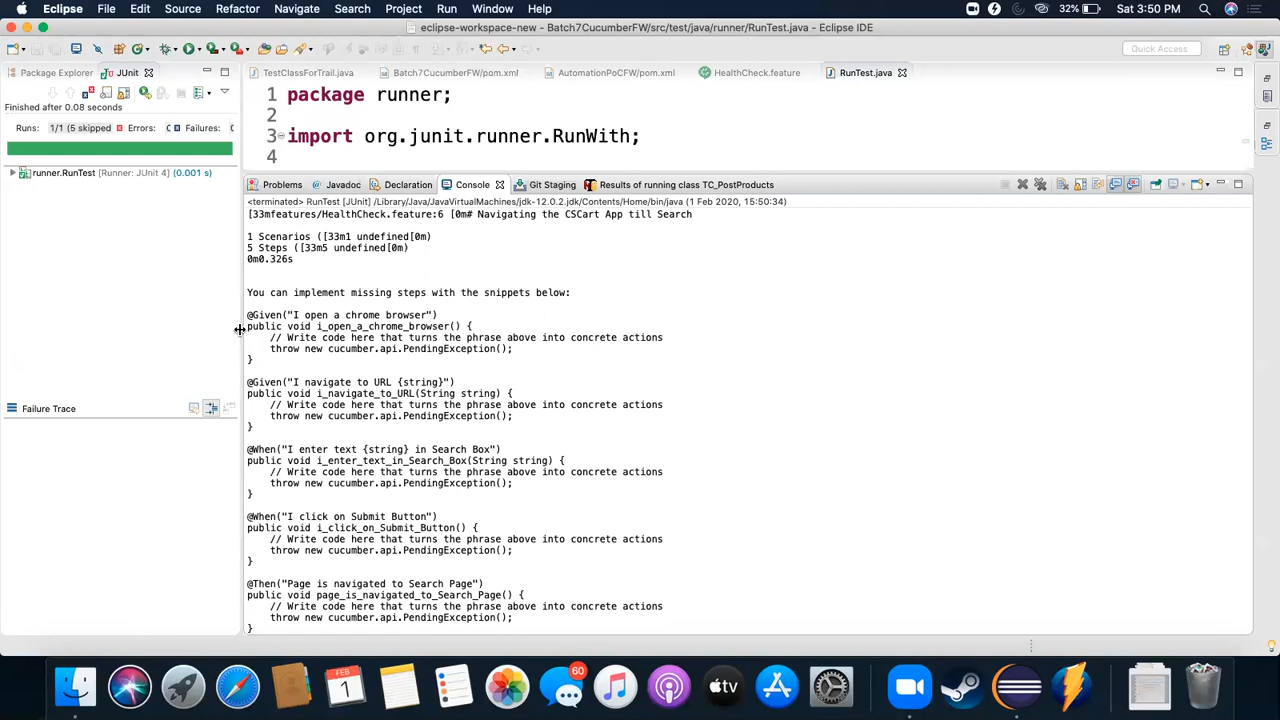 Eclipse File Edit Source Refactor Navigate Search Project Run Window Help 32% Sat 3:50 PM
eclipse-workspace-new - Batch7CucumberFW/src/test/java/runner/RunTest.java - Eclipse IDE
Quick Access
Package Explorer JUnit TestClassForTrail.java Batch7CucumberFW/pom.xml AutomationPoCFW/pom.xml HealthCheck.feature RunTest.java
Finished after 0.08 seconds
Runs: 1/1 (5 skipped Errors: Failures:
runner.RunTest [Runner: JUnit 4] (0.001 s)
Failure Trace
1 package runner;
2
3 import org.junit.runner.RunWith;
4
Problems Javadoc Declaration Console Git Staging Results of running class TC_PostProducts
<terminated> RunTest [JUnit] /Library/Java/JavaVirtualMachines/jdk-12.0.2.jdk/Contents/Home/bin/java (1 Feb 2020, 15:50:34)
[33mfeatures/HealthCheck.feature:6 [0m# Navigating the CSCart App till Search
1 Scenarios ([33m1 undefined[0m)
5 Steps ([33m5 undefined[0m)
0m0.326s
You can implement missing steps with the snippets below:
@Given("I open a chrome browser")
public void i_open_a_chrome_browser() {
// Write code here that turns the phrase above into concrete actions
throw new cucumber.api.PendingException();
}
@Given("I navigate to URL {string}")
public void i_navigate_to_URL(String string) {
// Write code here that turns the phrase above into concrete actions
throw new cucumber.api.PendingException();
}
@When("I enter text {string} in Search Box")
public void i_enter_text_in_Search_Box(String string) {
// Write code here that turns the phrase above into concrete actions
throw new cucumber.api.PendingException();
}
@When("I click on Submit Button")
public void i_click_on_Submit_Button() {
// Write code here that turns the phrase above into concrete actions
throw new cucumber.api.PendingException();
}
@Then("Page is navigated to Search Page")
public void page_is_navigated_to_Search_Page() {
// Write code here that turns the phrase above into concrete actions
throw new cucumber.api.PendingException();
}
FEB
1
60
tv